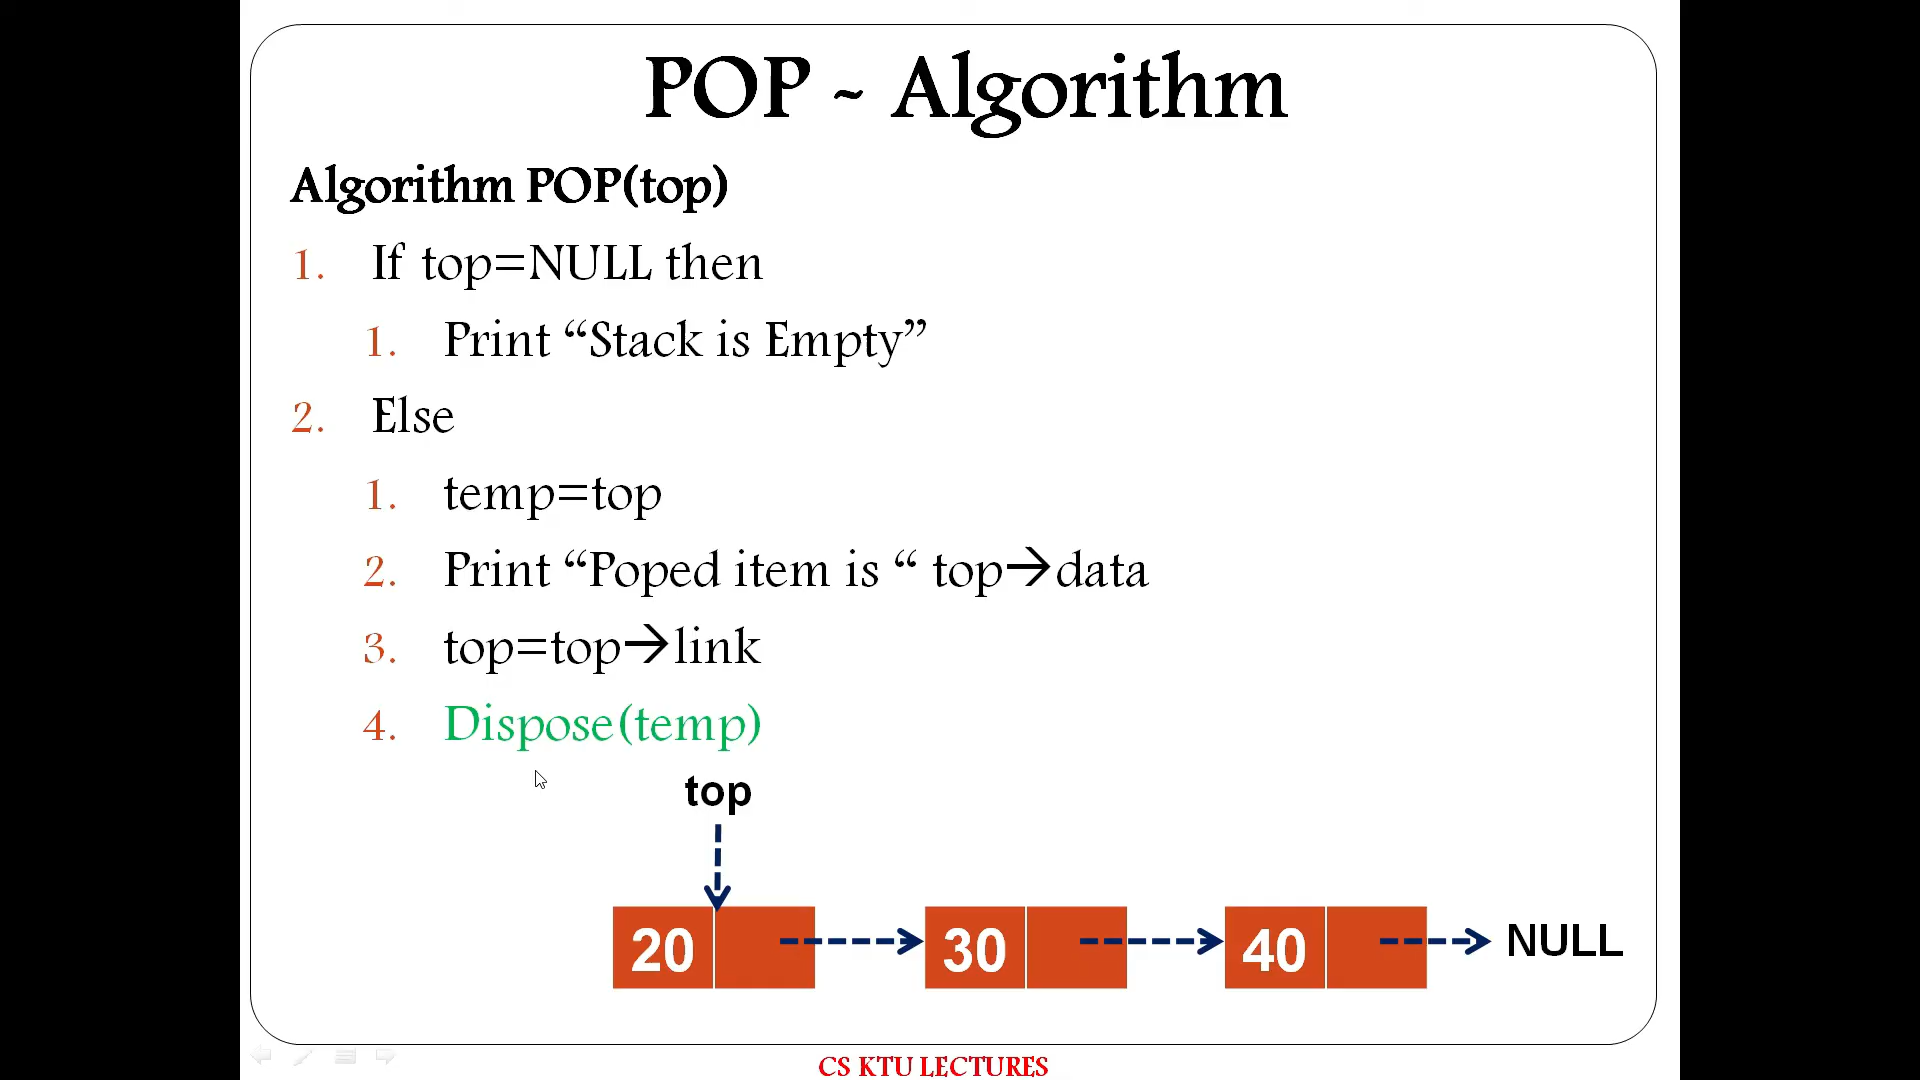 POP ~ Algorithm
Algorithm POP(top)
1. If top=NULL then
1. Print “Stack is Empty”
2. Else
1. temp=top
2. Print “Poped item is “ top→data
3. top=top→link
4. Dispose(temp)
top
20 30 40 NULL
CS KTU LECTURES